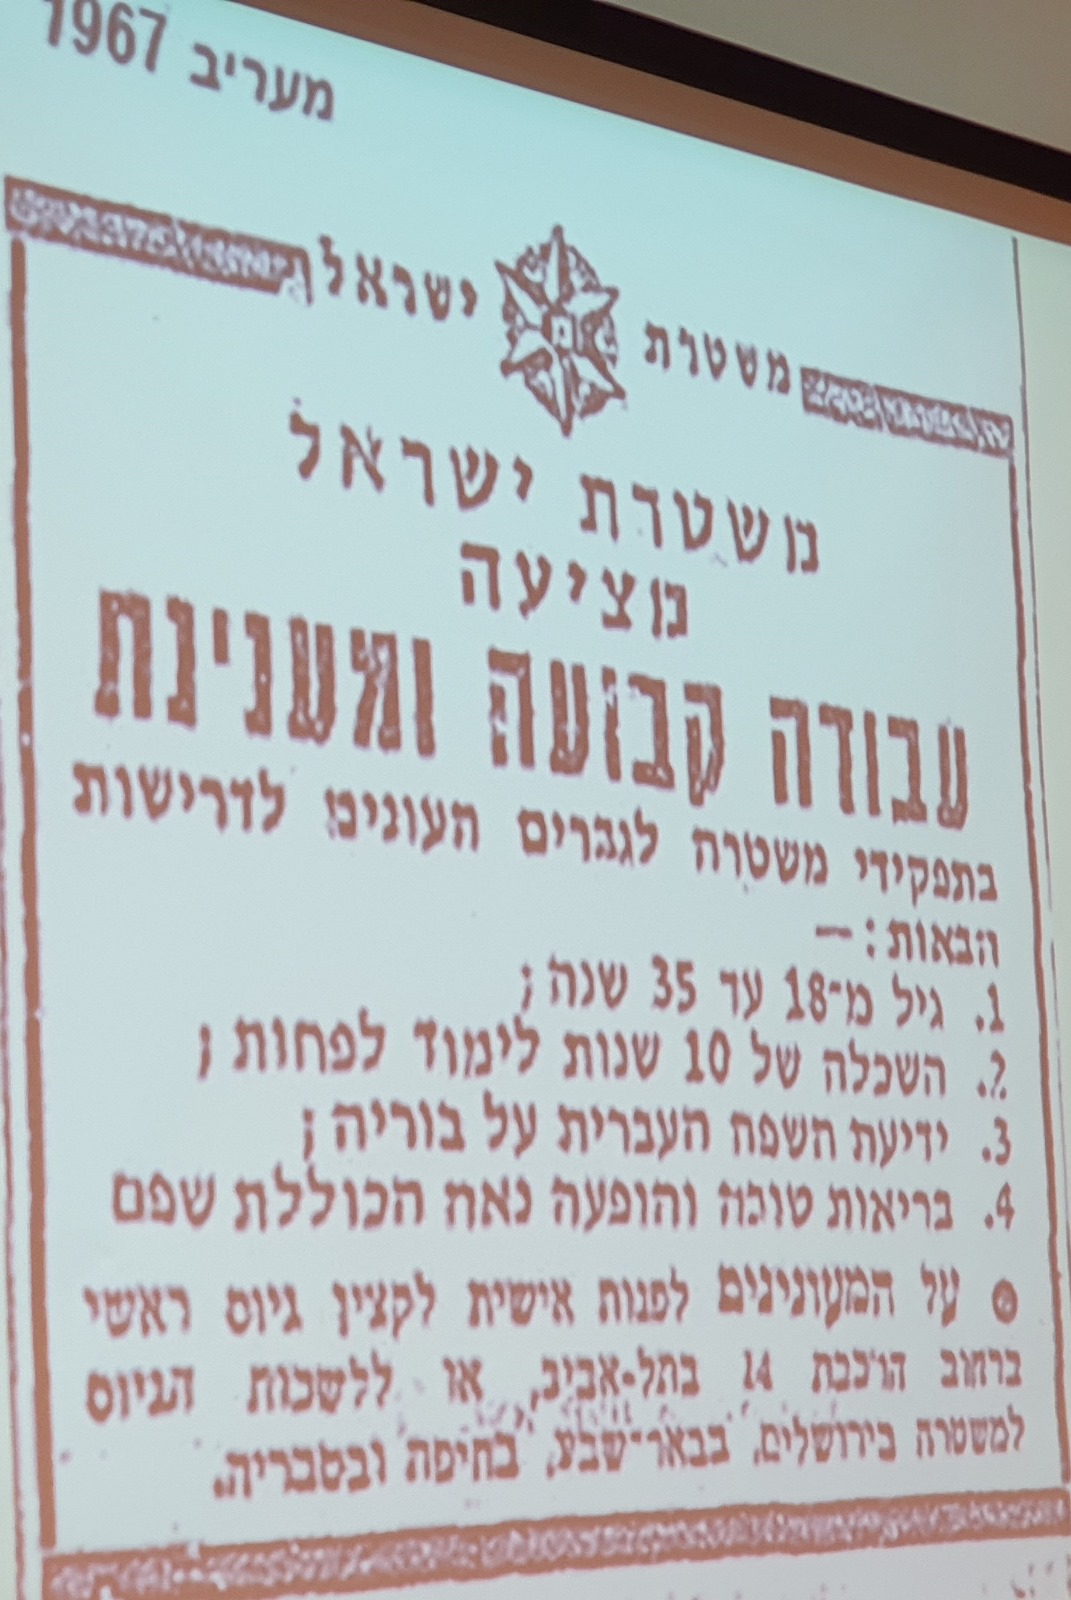 מעריב 1967
משטרת ישראל
משטרת ישראל
מציעה
עבודה קבועה ומענינת
בתפקידי משטרה לגברים העונים לדרישות
הבאות : —
1. גיל מ־18 עד 35 שנה ;
2. השכלה של 10 שנות לימוד לפחות ;
3. ידיעת השפה העברית על בוריה ;
4. בריאות טובה והופעה נאה הכוללת שפם
על המעונינים לפנות אישית לקצין גיוס ראשי
ברחוב הרכבת 14 בתל-אביב, או ללשכות הגיוס
למשטרה בירושלים, בבאר־שבע, בחיפה ובטבריה.